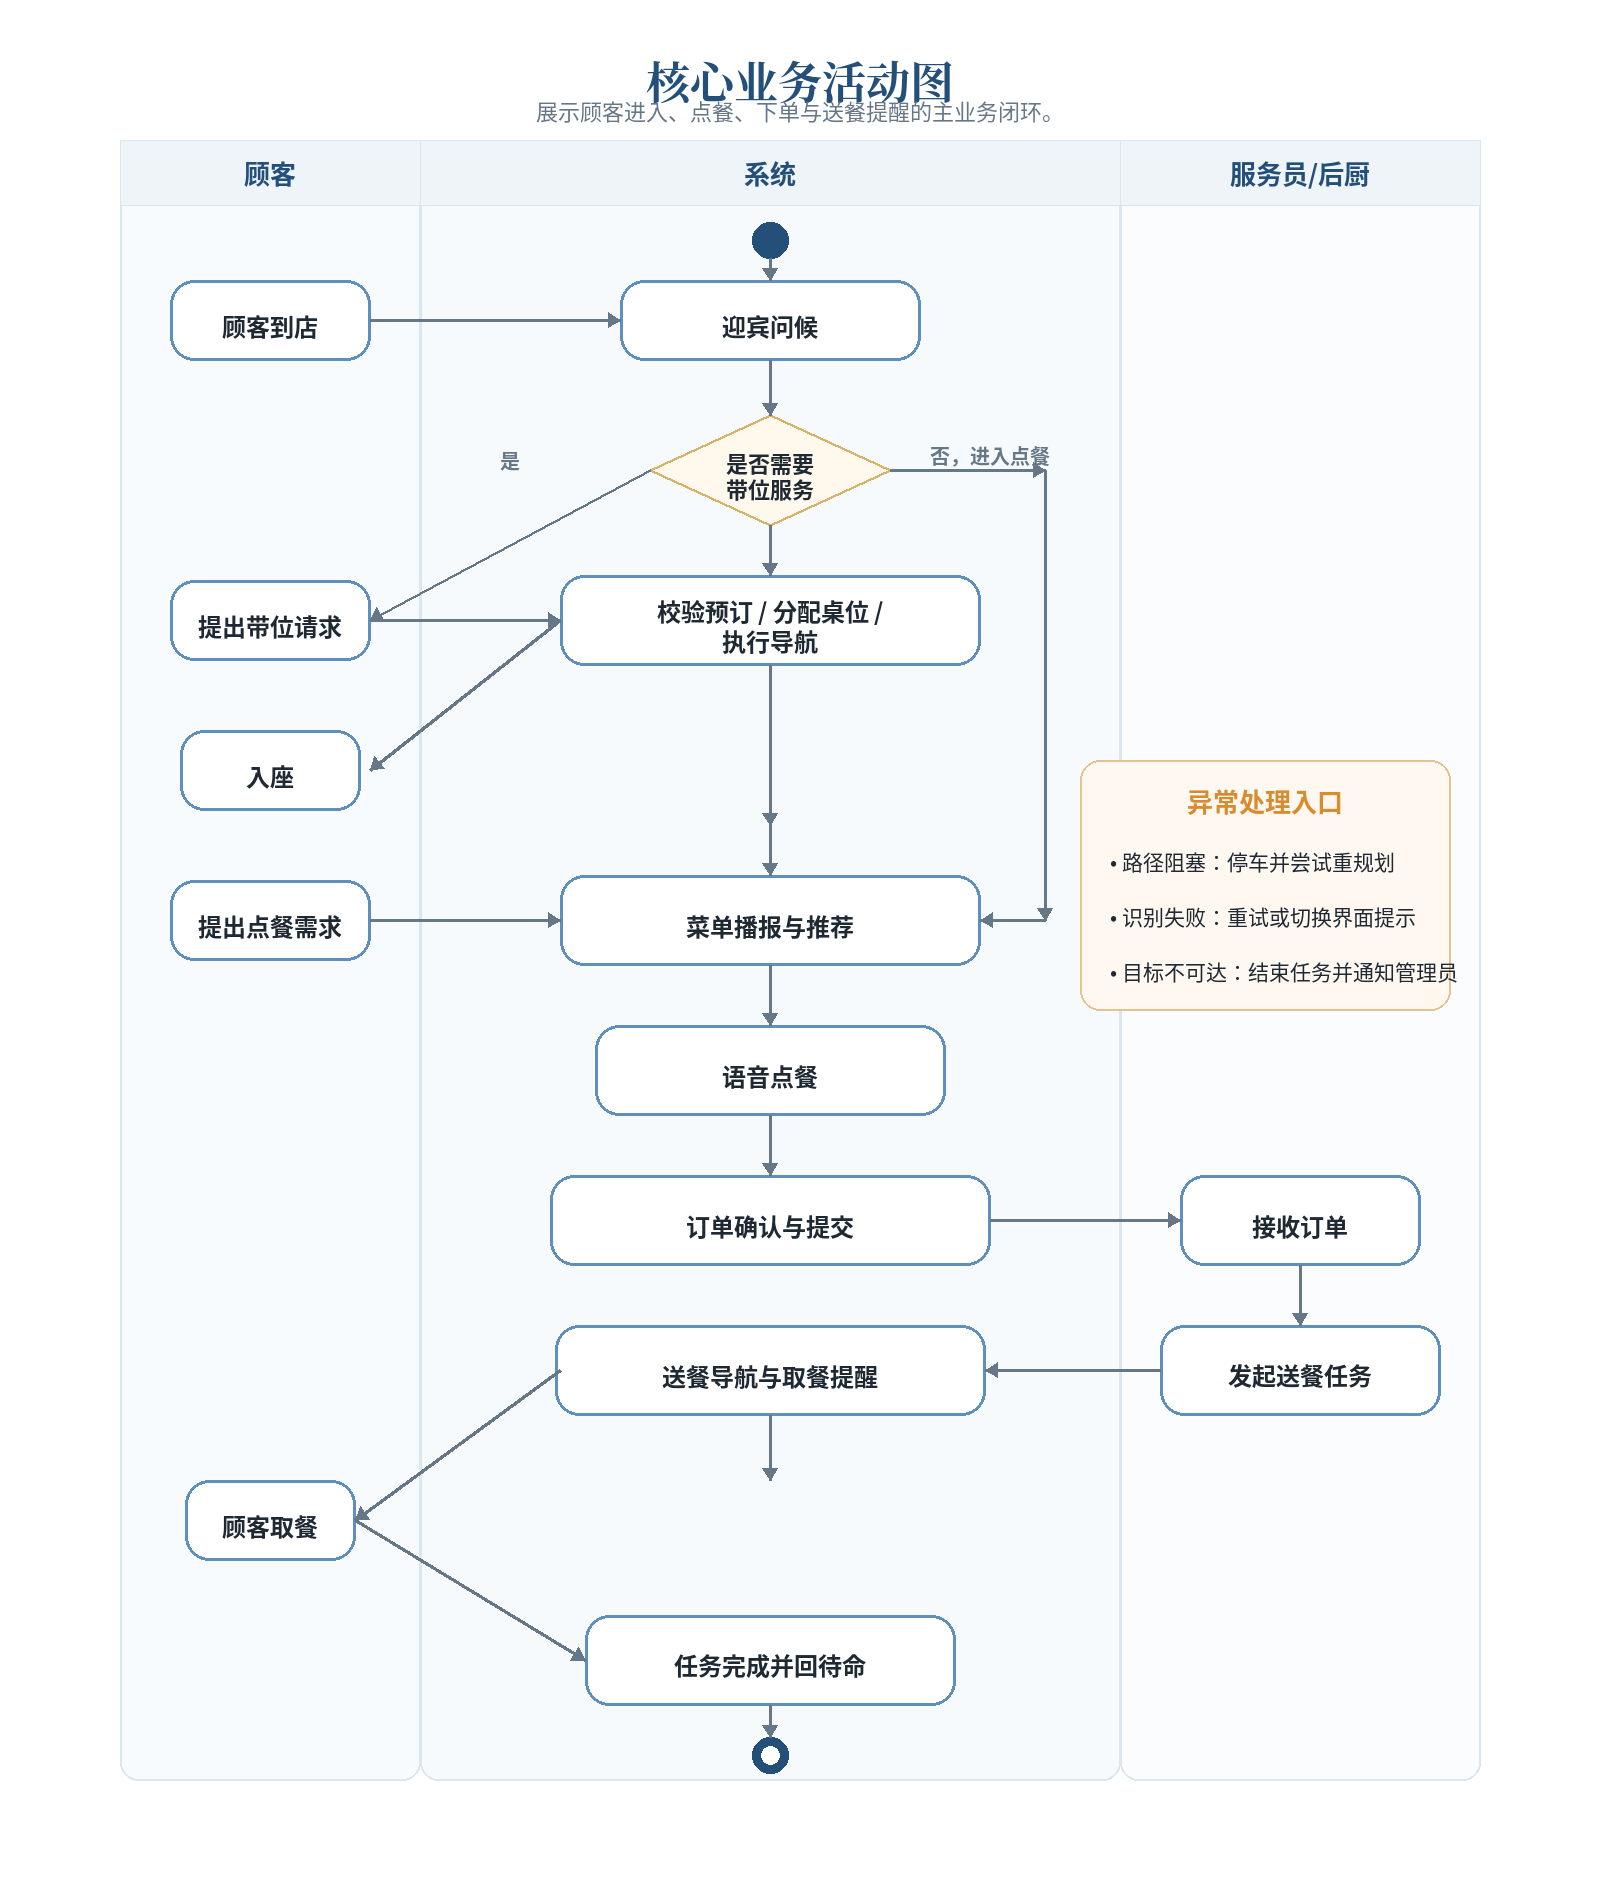 核心业务活动图
展示顾客进入、点餐、下单与送餐提醒的主业务闭环。
顾客
系统
服务员/后厨
顾客到店
迎宾问候
是
是否需要
带位服务
否，进入点餐
提出带位请求
校验预订 / 分配桌位 /
执行导航
入座
异常处理入口
• 路径阻塞：停车并尝试重规划
• 识别失败：重试或切换界面提示
• 目标不可达：结束任务并通知管理员
提出点餐需求
菜单播报与推荐
语音点餐
订单确认与提交
接收订单
送餐导航与取餐提醒
发起送餐任务
顾客取餐
任务完成并回待命